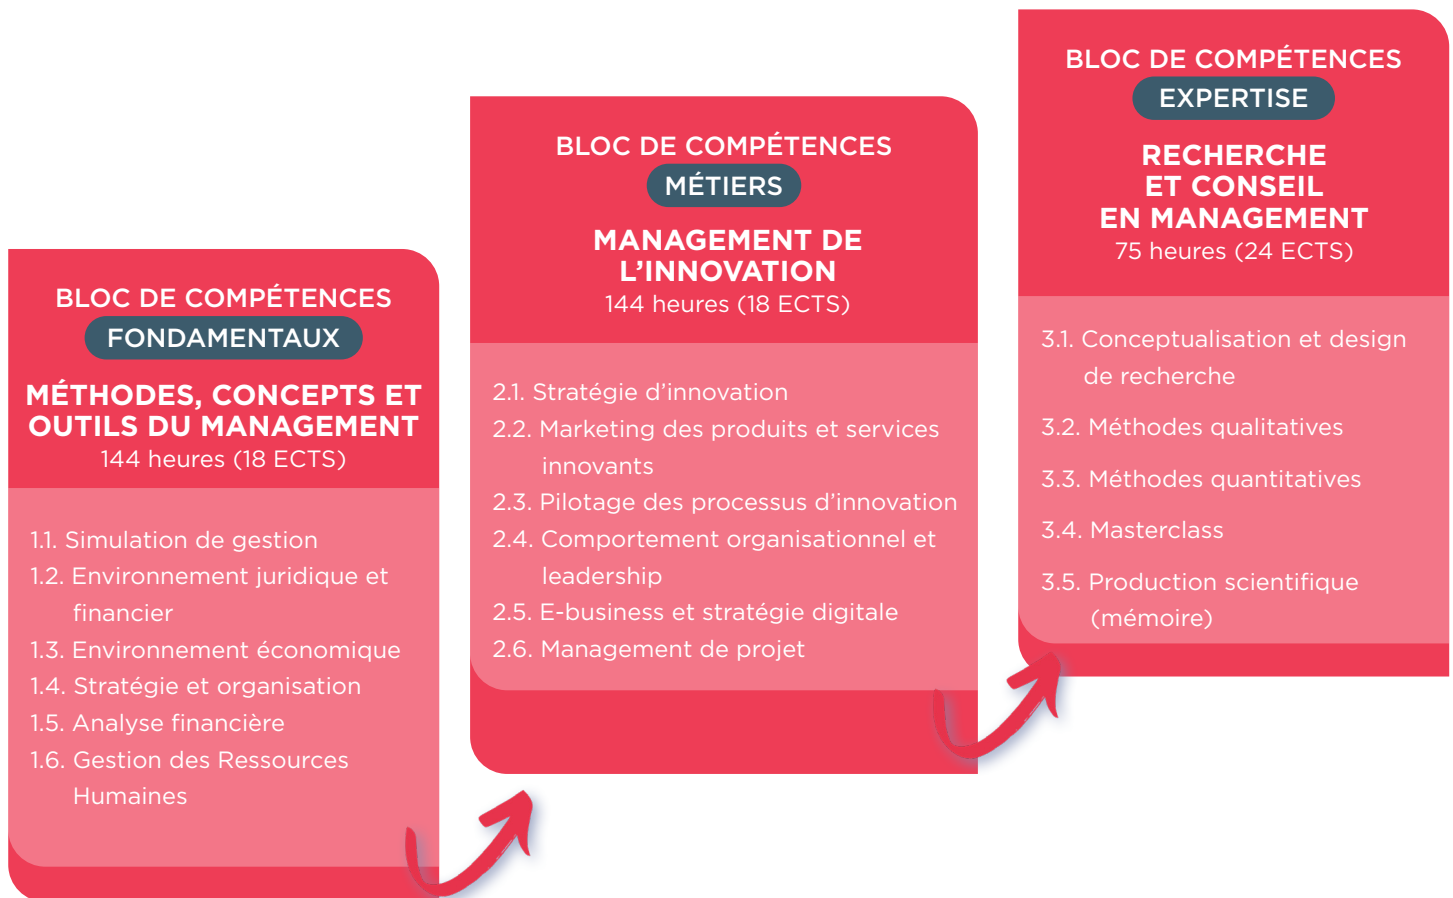 BLOC DE COMPÉTENCES
FONDAMENTAUX
MÉTHODES, CONCEPTS ET
OUTILS DU MANAGEMENT
144 heures (18 ECTS)
1.1. Simulation de gestion
1.2. Environnement juridique et
financier
1.3. Environnement économique
1.4. Stratégie et organisation
1.5. Analyse financière
1.6. Gestion des Ressources
Humaines
BLOC DE COMPÉTENCES
MÉTIERS
MANAGEMENT DE
L’INNOVATION
144 heures (18 ECTS)
2.1. Stratégie d’innovation
2.2. Marketing des produits et services
innovants
2.3. Pilotage des processus d’innovation
2.4. Comportement organisationnel et
leadership
2.5. E-business et stratégie digitale
2.6. Management de projet
BLOC DE COMPÉTENCES
EXPERTISE
RECHERCHE
ET CONSEIL
EN MANAGEMENT
75 heures (24 ECTS)
3.1. Conceptualisation et design
de recherche
3.2. Méthodes qualitatives
3.3. Méthodes quantitatives
3.4. Masterclass
3.5. Production scientifique
(mémoire)